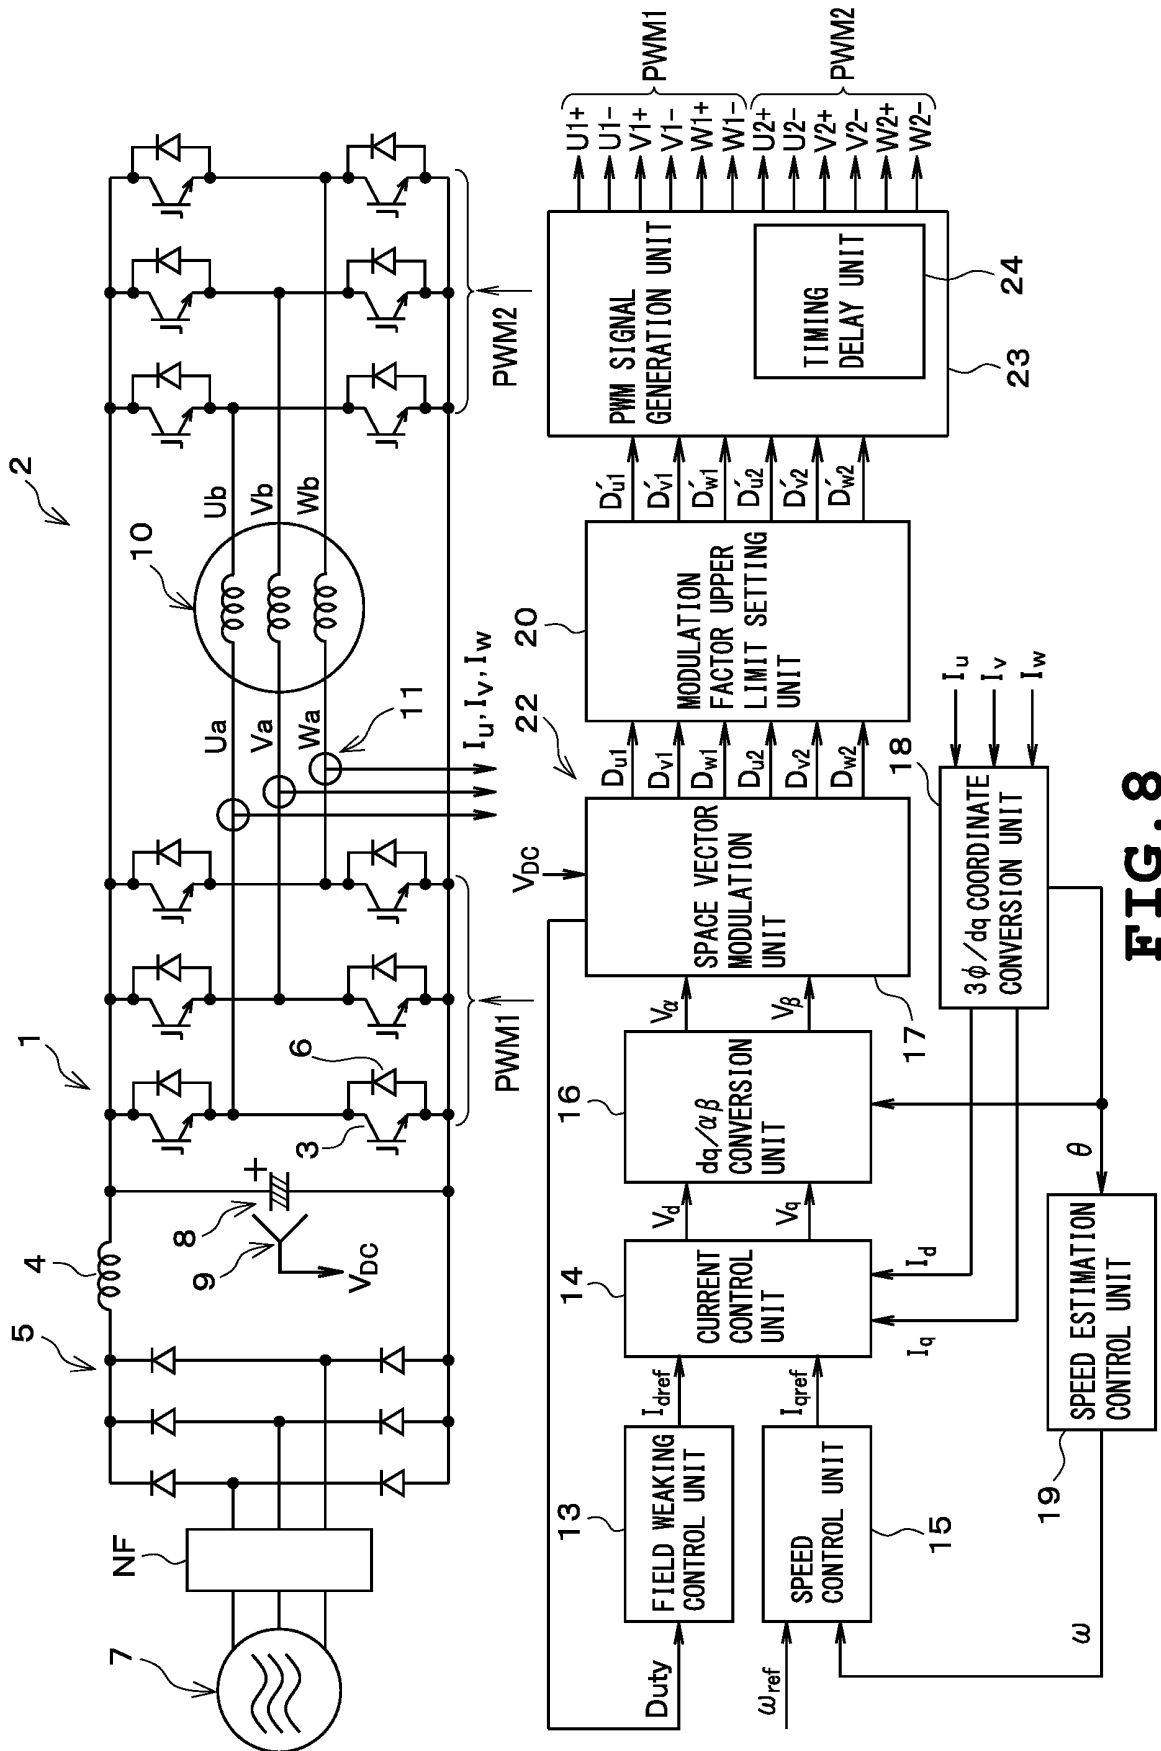 1
2
7
NF
5
4
8
+
9
VDC
3
6
PWM1
Ua
Va
Wa
11
Iu, Iv, Iw
10
Ub
Vb
Wb
PWM2
Duty
ωref
13
FIELD WEAKING
CONTROL UNIT
15
SPEED
CONTROL UNIT
Idref
Iqref
14
CURRENT
CONTROL
UNIT
Iq
Id
Vd
Vq
16
dq/αβ
CONVERSION
UNIT
Vα
Vβ
VDC
17
SPACE VECTOR
MODULATION
UNIT
22
Du1
Dv1
Dw1
Du2
Dv2
Dw2
20
MODULATION
FACTOR UPPER
LIMIT SETTING
UNIT
D'u1
D'v1
D'w1
D'u2
D'v2
D'w2
PWM SIGNAL
GENERATION UNIT
TIMING
DELAY UNIT
24
23
U1+
U1-
V1+
V1-
W1+
W1-
U2+
U2-
V2+
V2-
W2+
W2-
PWM1
PWM2
ω
19
SPEED ESTIMATION
CONTROL UNIT
θ
18
3φ/dq COORDINATE
CONVERSION UNIT
Iu
Iv
Iw
FIG.8